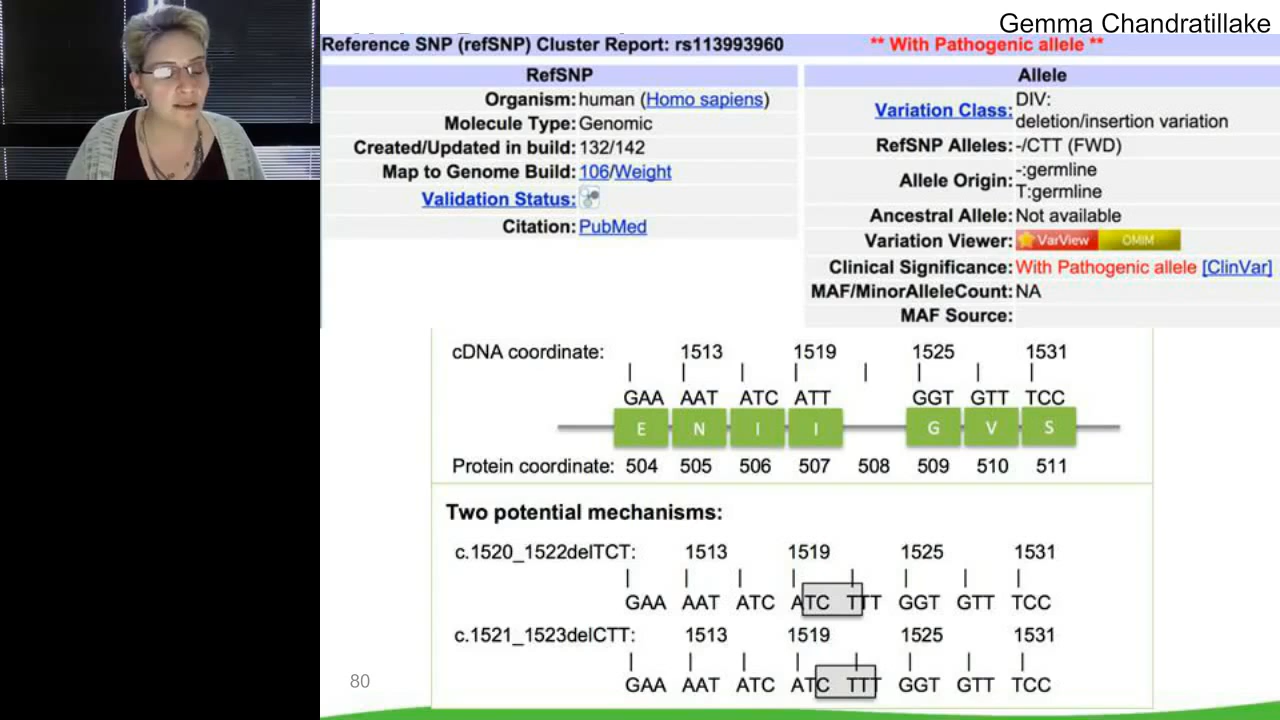 Gemma Chandratillake
Reference SNP (refSNP) Cluster Report: rs113993960 ** With Pathogenic allele **
RefSNP
Organism: human (Homo sapiens)
Molecule Type: Genomic
Created/Updated in build: 132/142
Map to Genome Build: 106/Weight
Validation Status:
Citation: PubMed
Allele
Variation Class: DIV:
deletion/insertion variation
RefSNP Alleles: -/CTT (FWD)
Allele Origin: -:germline
T:germline
Ancestral Allele: Not available
Variation Viewer: VarView OMIM
Clinical Significance: With Pathogenic allele [ClinVar]
MAF/MinorAlleleCount: NA
MAF Source:
cDNA coordinate: 1513 1519 1525 1531
GAA AAT ATC ATT GGT GTT TCC
E N I I G V S
Protein coordinate: 504 505 506 507 508 509 510 511
Two potential mechanisms:
c.1520_1522delTCT: 1513 1519 1525 1531
GAA AAT ATC ATC TTT GGT GTT TCC
c.1521_1523delCTT: 1513 1519 1525 1531
GAA AAT ATC ATC TTT GGT GTT TCC
80